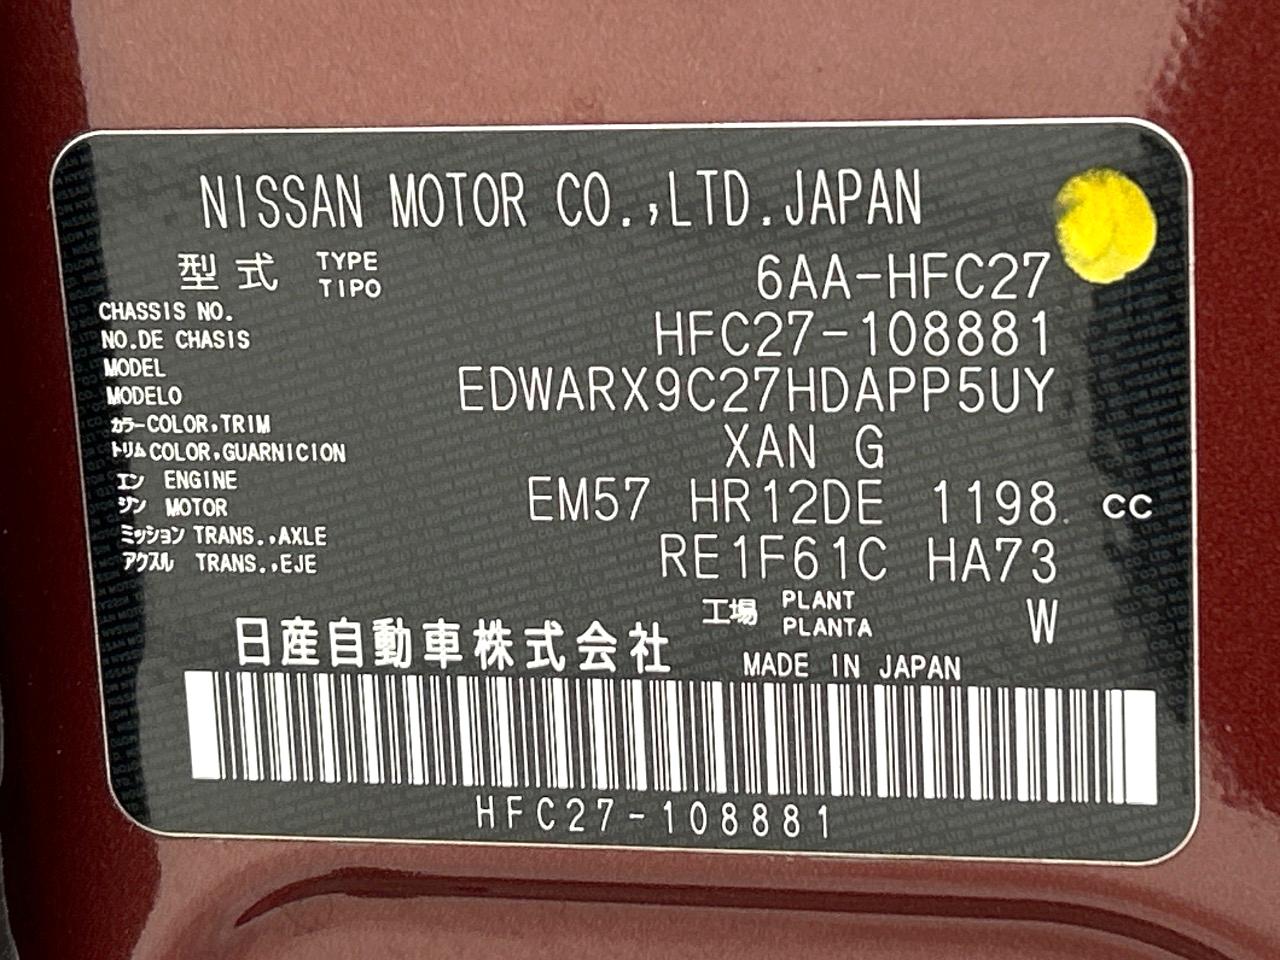 NISSAN MOTOR CO.,LTD.JAPAN
型式 TYPE TIPO 6AA-HFC27
CHASSIS NO.
NO.DE CHASIS HFC27-108881
MODEL
MODELO EDWARX9C27HDAPP5UY
カラー COLOR,TRIM
トリム COLOR,GUARNICION XAN G
エン ENGINE
ジン MOTOR EM57 HR12DE 1198 cc
ミッション TRANS.,AXLE
アクスル TRANS.,EJE RE1F61C HA73
工場 PLANT PLANTA W
日産自動車株式会社 MADE IN JAPAN
HFC27-108881